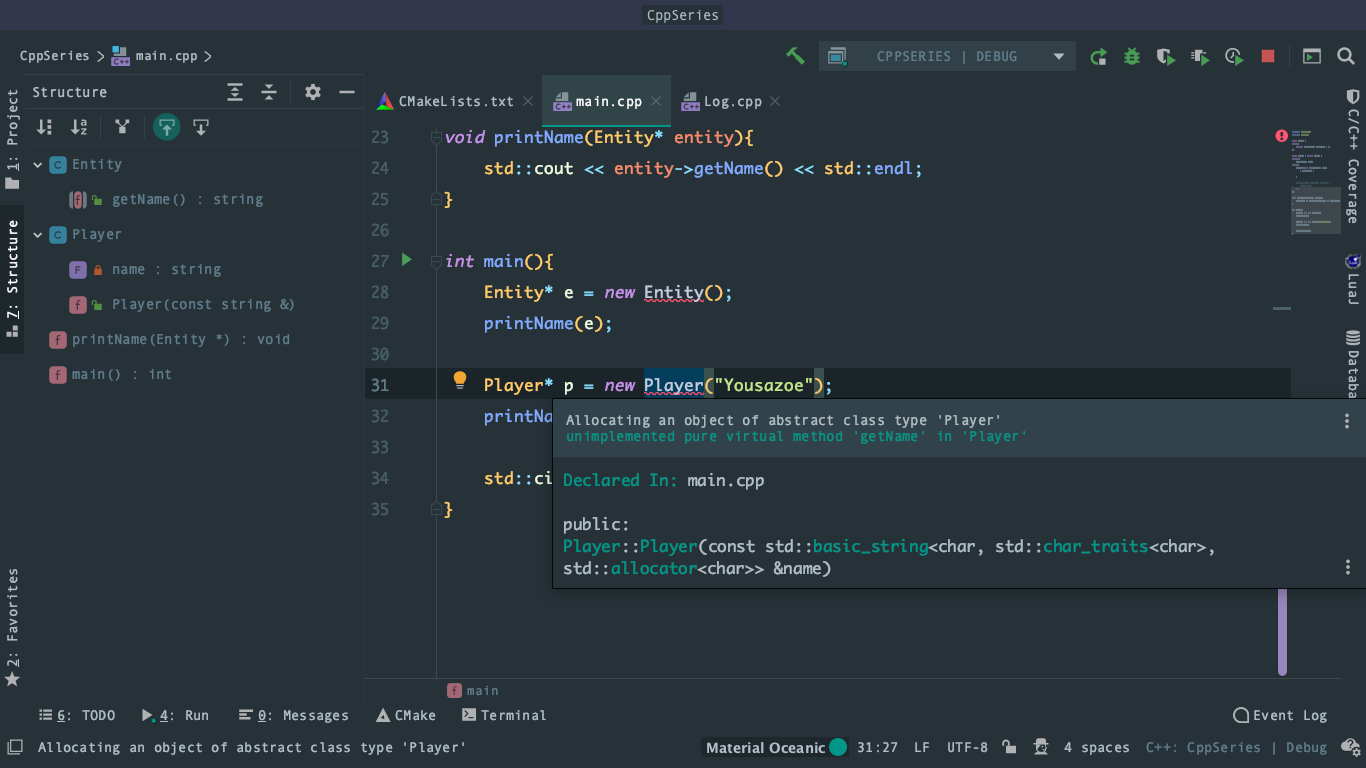 CppSeries
CppSeries > main.cpp >
CPPSERIES | DEBUG
1: Project
Z: Structure
2: Favorites
Structure
Entity
getName() : string
Player
name : string
Player(const string &)
printName(Entity *) : void
main() : int
CMakeLists.txt
main.cpp
Log.cpp
23 void printName(Entity* entity){
24 std::cout << entity->getName() << std::endl;
25 }
26
27 int main(){
28 Entity* e = new Entity();
29 printName(e);
30
31 Player* p = new Player("Yousazoe");
32 printNa
33
34 std::ci
35 }
Allocating an object of abstract class type 'Player'
unimplemented pure virtual method 'getName' in 'Player'
Declared In: main.cpp
public:
Player::Player(const std::basic_string<char, std::char_traits<char>,
std::allocator<char>> &name)
C/C++ Coverage
LuaJ
Databa
main
6: TODO
4: Run
0: Messages
CMake
Terminal
Event Log
Allocating an object of abstract class type 'Player'
Material Oceanic
31:27
LF
UTF-8
4 spaces
C++: CppSeries | Debug